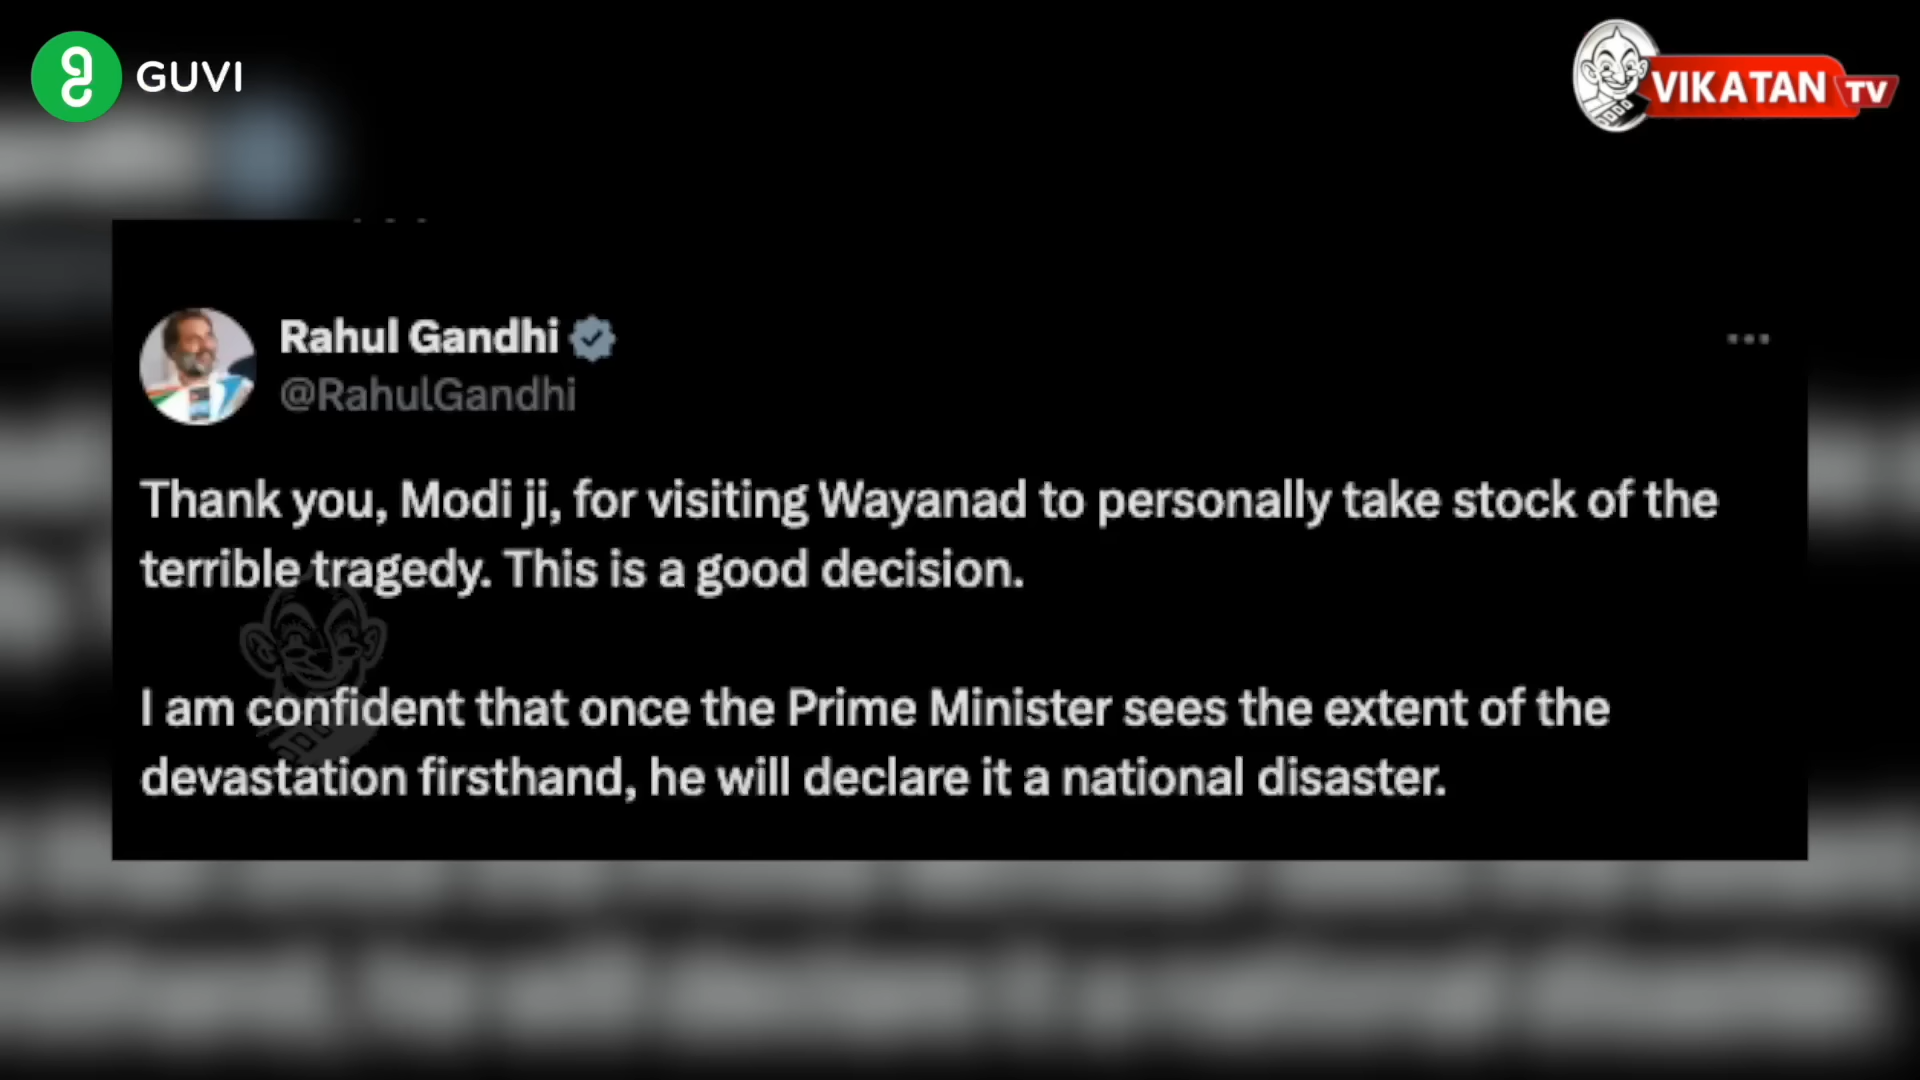 GUVI
VIKATAN TV
Rahul Gandhi
@RahulGandhi
Thank you, Modi ji, for visiting Wayanad to personally take stock of the
terrible tragedy. This is a good decision.
I am confident that once the Prime Minister sees the extent of the
devastation firsthand, he will declare it a national disaster.